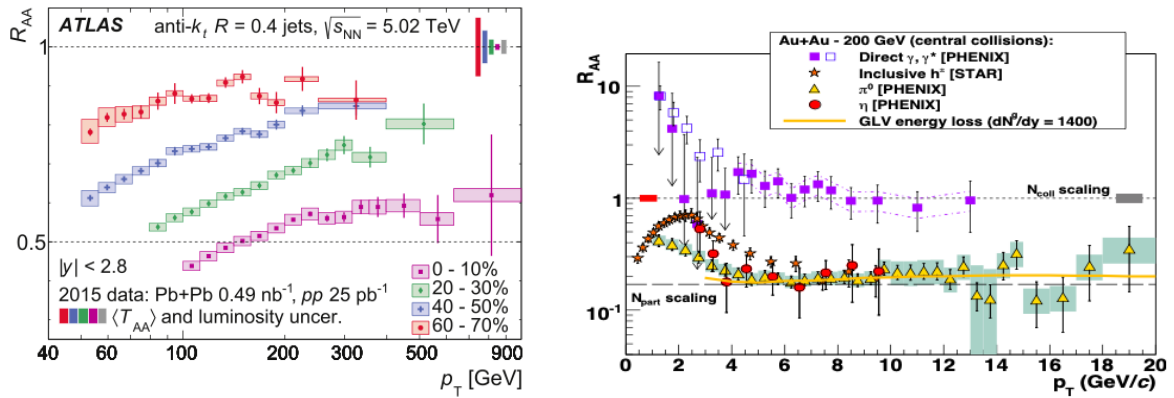 R_AA
ATLAS anti-k_t R = 0.4 jets, √s_NN = 5.02 TeV
1
0.5
|y| < 2.8
2015 data: Pb+Pb 0.49 nb⁻¹, pp 25 pb⁻¹
⟨T_AA⟩ and luminosity uncer.
0 - 10%
20 - 30%
40 - 50%
60 - 70%
40 60 100 200 300 500 900
p_T [GeV]
R_AA
Au+Au - 200 GeV (central collisions):
Direct γ, γ* [PHENIX]
Inclusive h± [STAR]
π⁰ [PHENIX]
η [PHENIX]
GLV energy loss (dN^g/dy = 1400)
10
1
10⁻¹
N_coll scaling
N_part scaling
0 2 4 6 8 10 12 14 16 18 20
p_T (GeV/c)